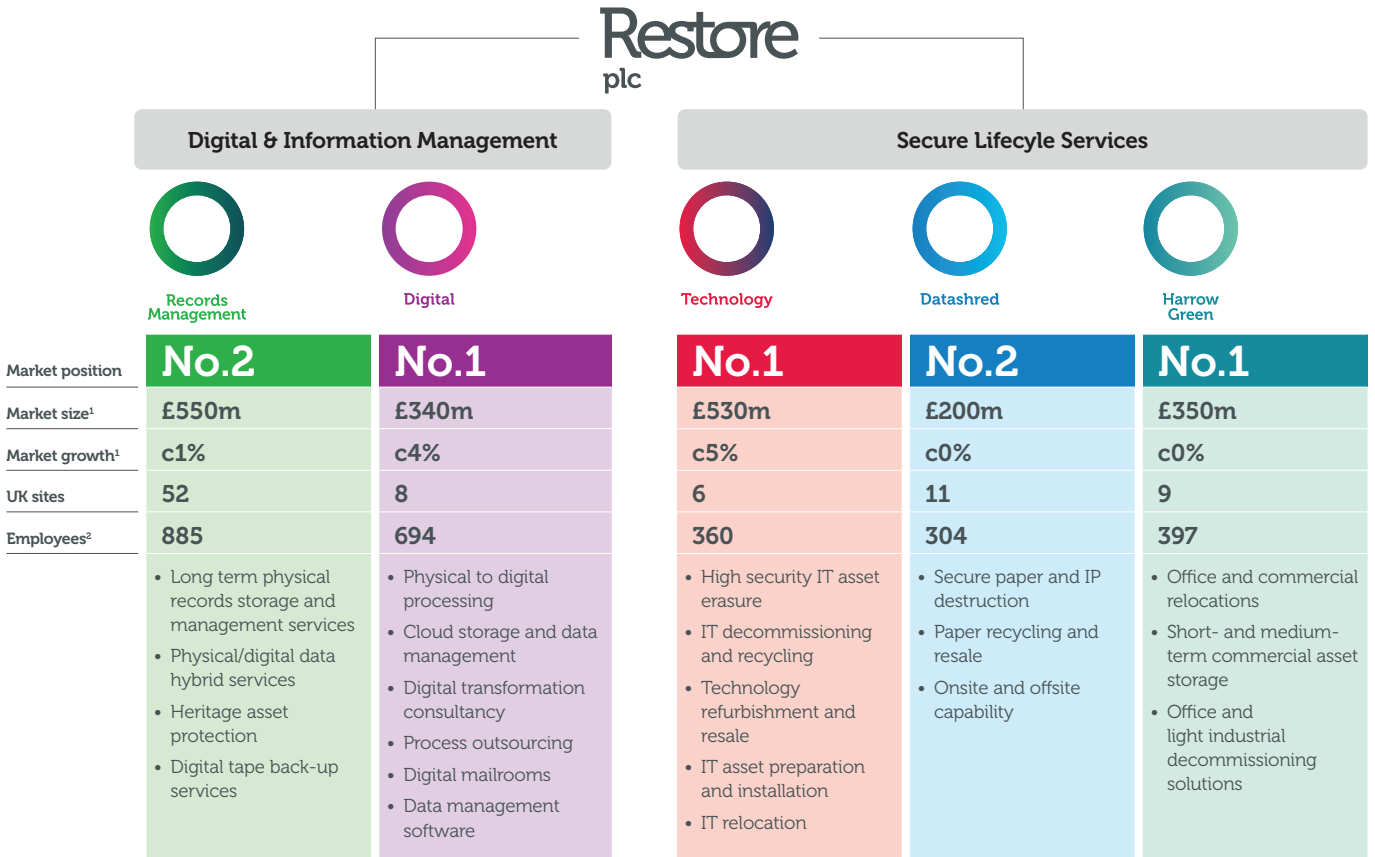 Restore
plc
Digital & Information Management
Secure Lifecyle Services
Records
Management
Digital
Technology
Datashred
Harrow
Green
Market position
No.2
No.1
No.1
No.2
No.1
Market size¹
£550m
£340m
£530m
£200m
£350m
Market growth¹
c1%
c4%
c5%
c0%
c0%
UK sites
52
8
6
11
9
Employees²
885
694
360
304
397
• Long term physical
records storage and
management services
• Physical/digital data
hybrid services
• Heritage asset
protection
• Digital tape back-up
services
• Physical to digital
processing
• Cloud storage and data
management
• Digital transformation
consultancy
• Process outsourcing
• Digital mailrooms
• Data management
software
• High security IT asset
erasure
• IT decommissioning
and recycling
• Technology
refurbishment and
resale
• IT asset preparation
and installation
• IT relocation
• Secure paper and IP
destruction
• Paper recycling and
resale
• Onsite and offsite
capability
• Office and commercial
relocations
• Short- and medium-
term commercial asset
storage
• Office and
light industrial
decommissioning
solutions